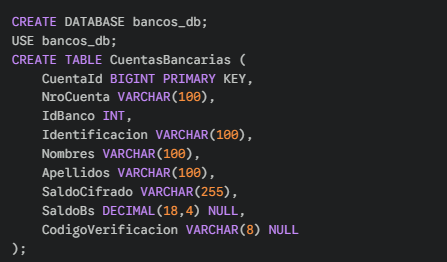 CREATE DATABASE bancos_db;
USE bancos_db;
CREATE TABLE CuentasBancarias (
    CuentaId BIGINT PRIMARY KEY,
    NroCuenta VARCHAR(100),
    IdBanco INT,
    Identificacion VARCHAR(100),
    Nombres VARCHAR(100),
    Apellidos VARCHAR(100),
    SaldoCifrado VARCHAR(255),
    SaldoBs DECIMAL(18,4) NULL,
    CodigoVerificacion VARCHAR(8) NULL
);